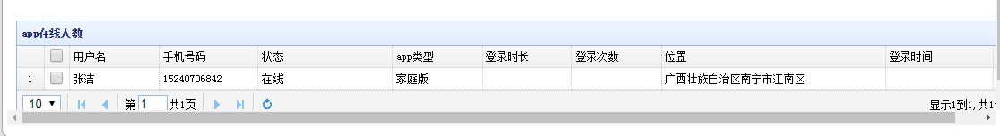 app在线人数
用户名 手机号码 状态 app类型 登录时长 登录次数 位置 登录时间
1 张洁 15240706842 在线 家庭版 广西壮族自治区南宁市江南区
10 第 1 共1页 显示1到1,共1